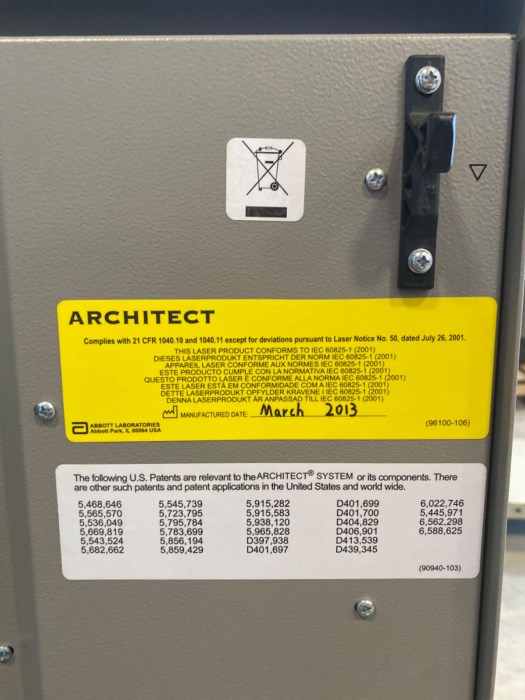 ARCHITECT
Complies with 21 CFR 1040.10 and 1040.11 except for deviations pursuant to Laser Notice No. 50, dated July 26, 2001.
THIS LASER PRODUCT CONFORMS TO IEC 60825-1 (2001)
DIESES LASERPRODUKT ENTSPRICHT DER NORM IEC 60825-1 (2001)
APPAREIL LASER CONFORME AUX NORMES IEC 60825-1 (2001)
ESTE PRODUCTO CUMPLE CON LA NORMATIVA IEC 60825-1 (2001)
QUESTO PRODOTTO LASER È CONFORME ALLA NORMA IEC 60825-1 (2001)
ESTE LASER ESTÁ EM CONFORMIDADE COM A IEC 60825-1 (2001)
DETTE LASERPRODUKT OPFYLDER KRAVENE I IEC 60825-1 (2001)
DENNA LASERPRODUKT ÄR ANPASSAD TILL IEC 60825-1 (2001)
MANUFACTURED DATE: March 2013
ABBOTT LABORATORIES
Abbott Park, IL 60064 USA
(96100-106)
The following U.S. Patents are relevant to the ARCHITECT® SYSTEM or its components. There
are other such patents and patent applications in the United States and world wide.
5,468,646 5,545,739 5,915,282 D401,699 6,022,746
5,565,570 5,723,795 5,915,583 D401,700 5,445,971
5,536,049 5,795,784 5,938,120 D404,829 6,562,298
5,669,819 5,783,699 5,965,828 D406,901 6,588,625
5,543,524 5,856,194 D397,938 D413,539
5,682,662 5,859,429 D401,697 D439,345
(90940-103)